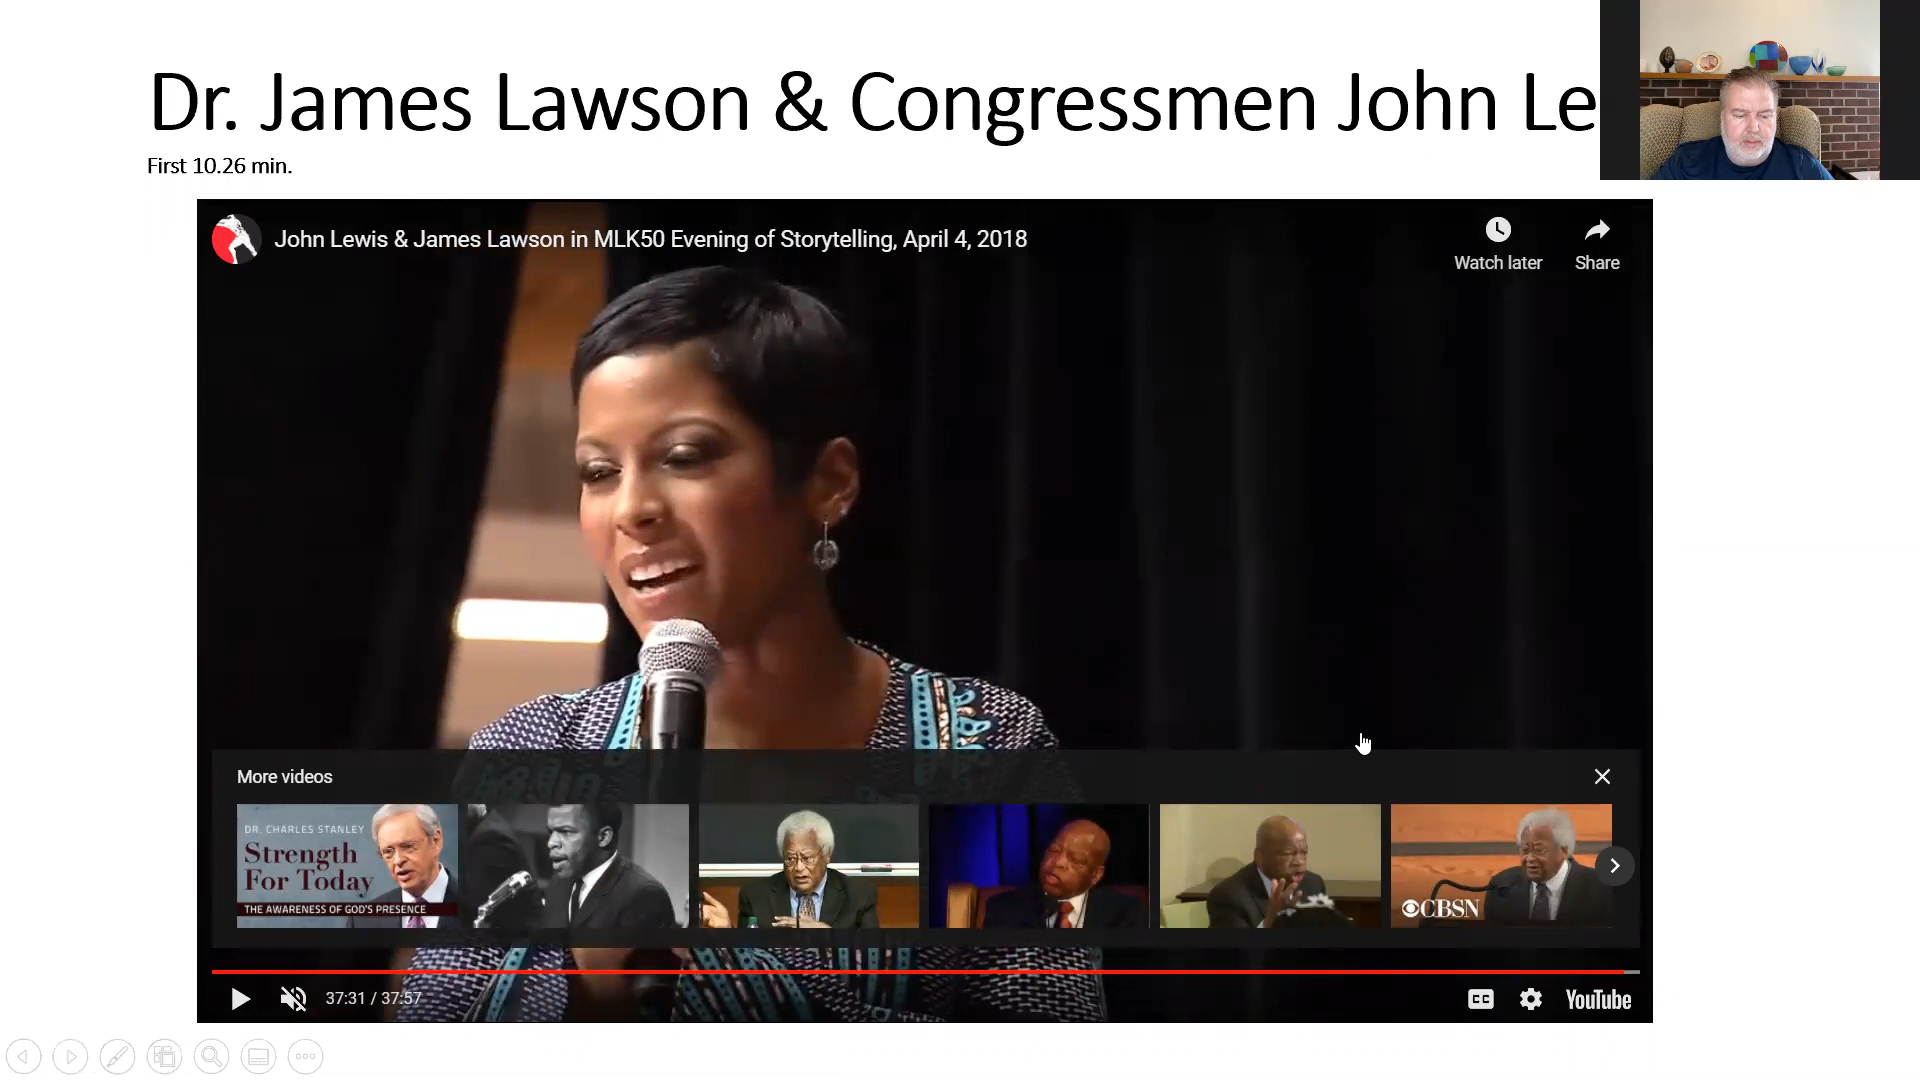 Dr. James Lawson & Congressmen John Le
First 10.26 min.
John Lewis & James Lawson in MLK50 Evening of Storytelling, April 4, 2018
Watch later
Share
More videos
DR. CHARLES STANLEY
Strength
For Today
THE AWARENESS OF GOD'S PRESENCE
CBSN
37:31 / 37:57
CC
YouTube